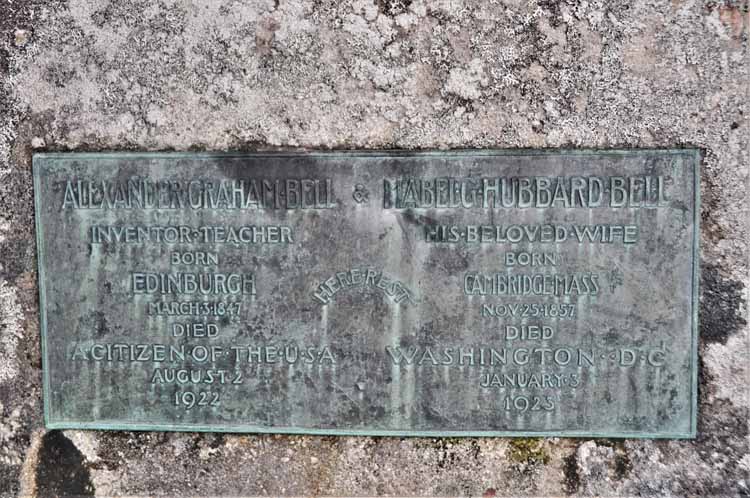 ALEXANDER·GRAHAM·BELL & MABEL·G·HUBBARD·BELL
INVENTOR·TEACHER
BORN
EDINBURGH
MARCH·3·1847
DIED
A·CITIZEN·OF·THE·U·S·A
AUGUST·2
1922
HERE·REST
HIS·BELOVED·WIFE
BORN
CAMBRIDGE·MASS
NOV·25·1857
DIED
WASHINGTON·D·C
JANUARY·3
1923